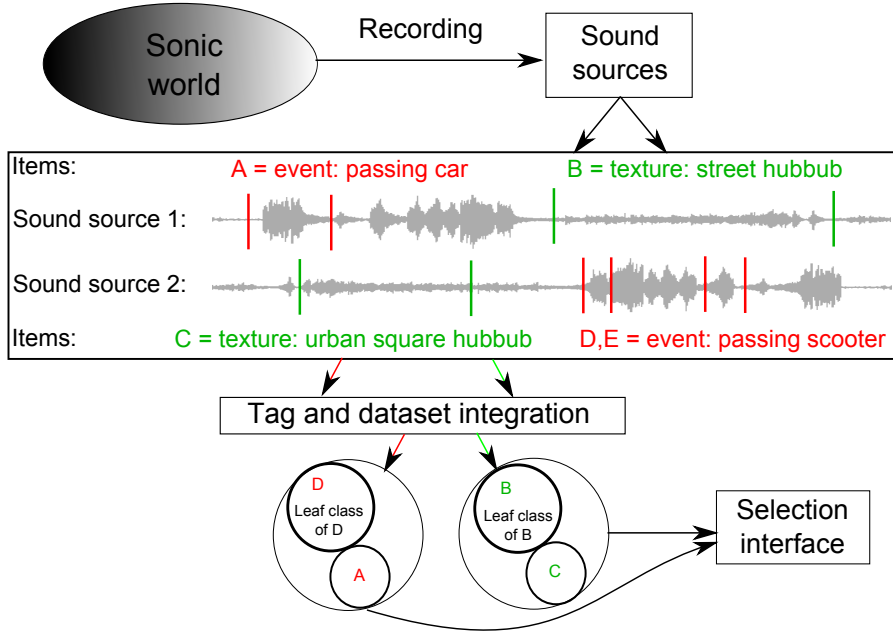 Sonic
world
Recording
Sound
sources
Items:
A = event: passing car
B = texture: street hubbub
Sound source 1:
Sound source 2:
Items:
C = texture: urban square hubbub
D,E = event: passing scooter
Tag and dataset integration
D
Leaf class
of D
A
B
Leaf class
of B
C
Selection
interface